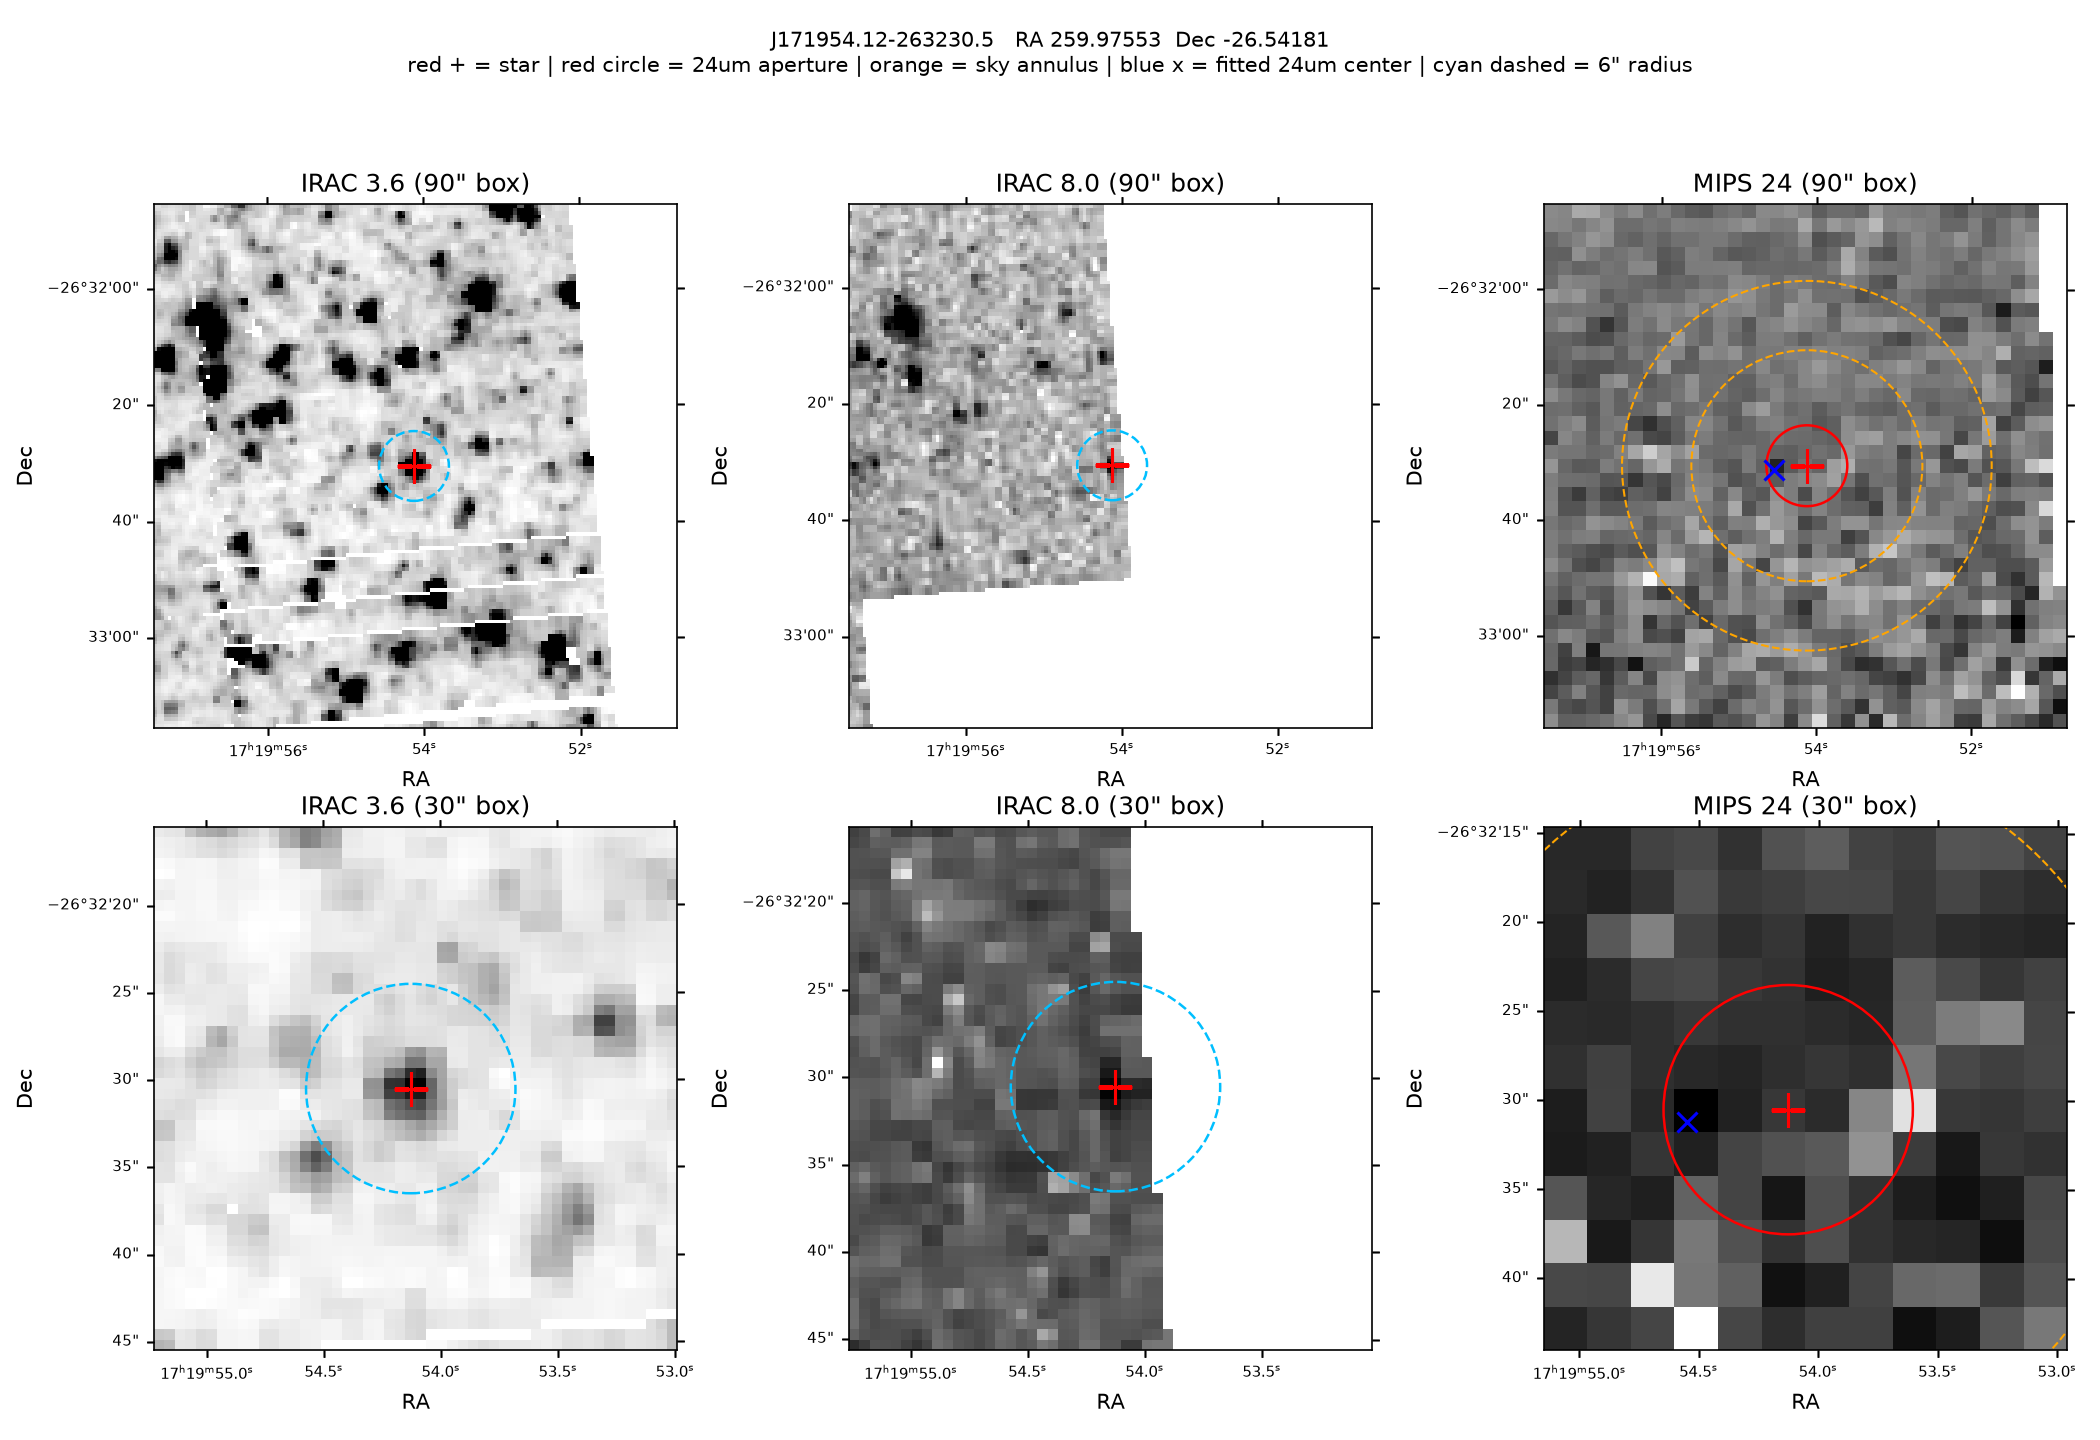 J171954.12-263230.5   RA 259.97553  Dec -26.54181
red + = star | red circle = 24um aperture | orange = sky annulus | blue x = fitted 24um center | cyan dashed = 6" radius
IRAC 3.6 (90" box)
−26°32'00"
20"
40"
33'00"
Dec
17ʰ19ᵐ56ˢ
54ˢ
52ˢ
RA
IRAC 8.0 (90" box)
−26°32'00"
20"
40"
33'00"
Dec
17ʰ19ᵐ56ˢ
54ˢ
52ˢ
RA
MIPS 24 (90" box)
−26°32'00"
20"
40"
33'00"
Dec
17ʰ19ᵐ56ˢ
54ˢ
52ˢ
RA
IRAC 3.6 (30" box)
−26°32'20"
25"
30"
35"
40"
45"
Dec
17ʰ19ᵐ55.0ˢ
54.5ˢ
54.0ˢ
53.5ˢ
53.0ˢ
RA
IRAC 8.0 (30" box)
−26°32'20"
25"
30"
35"
40"
45"
Dec
17ʰ19ᵐ55.0ˢ
54.5ˢ
54.0ˢ
53.5ˢ
RA
MIPS 24 (30" box)
−26°32'15"
20"
25"
30"
35"
40"
Dec
17ʰ19ᵐ55.0ˢ
54.5ˢ
54.0ˢ
53.5ˢ
53.0ˢ
RA